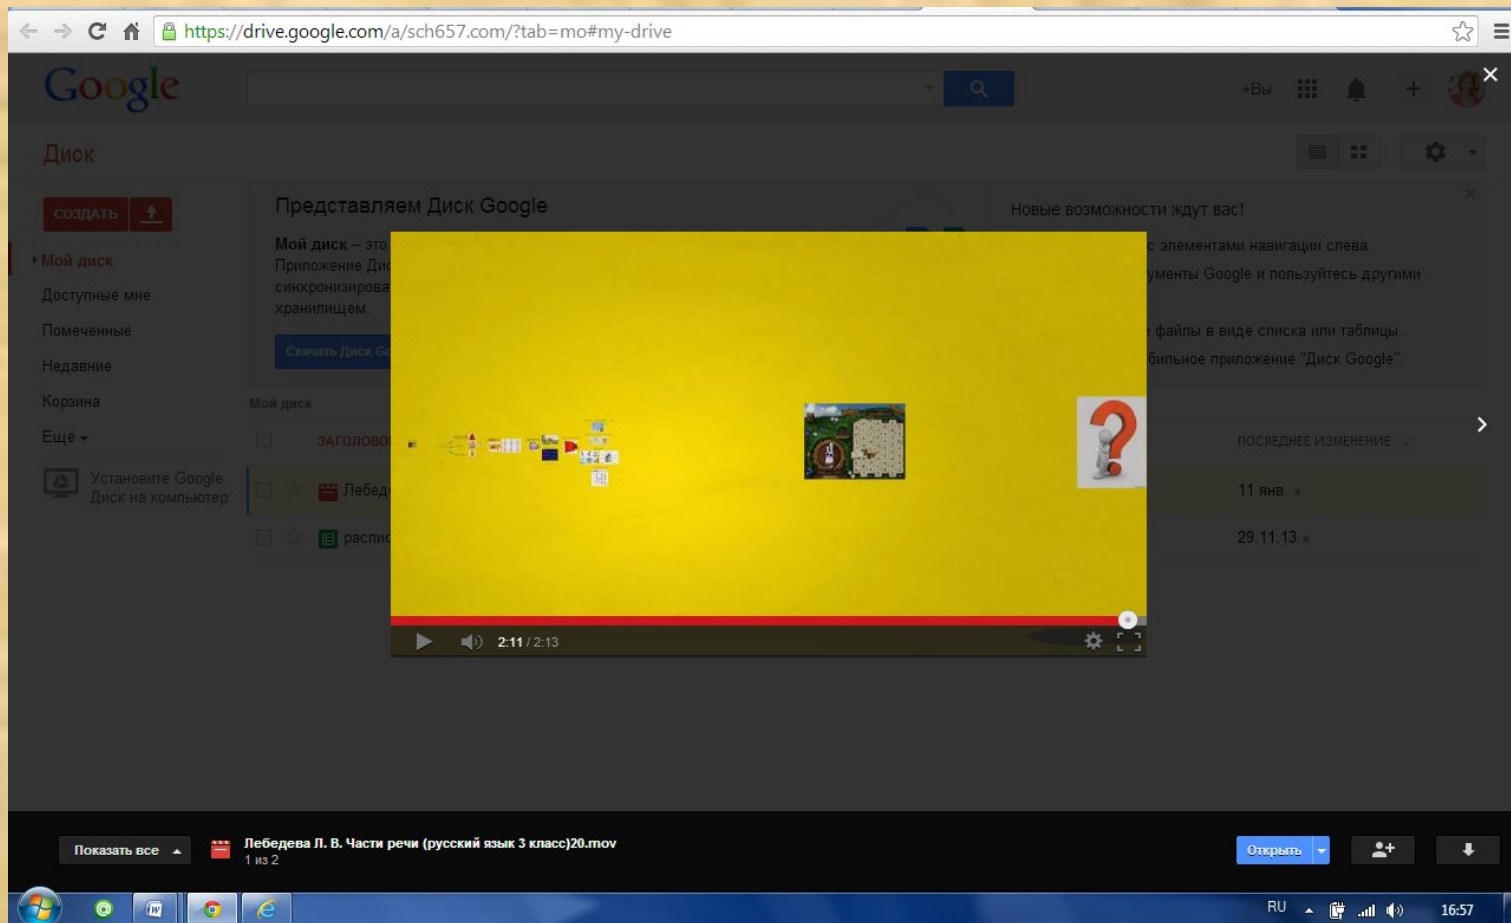 https://drive.google.com/a/sch657.com/?tab=mo#my-drive
Google
+Вы
Диск
СОЗДАТЬ
Представляем Диск Google
Новые возможности ждут вас!
Мой диск – это
с элементами навигации слева.
Мой диск
Приложение
синхронизирова
Google и пользуйтесь другими
Доступные мне
хранилищем.
Помеченные
файлы в виде списка или таблицы.
Скачать Диск
приложение "Диск Google".
Недавние
Корзина
Мой диск
Ещё
ЗАГОЛОВО
ПОСЛЕДНЕЕ ИЗМЕНЕНИЕ
Установите Google
Диск на компьютер
Лебед
11 янв.
распис
29.11.13
2:11 / 2:13
Показать все
Лебедева Л. В. Части речи (русский язык 3 класс)20.mov
1 из 2
Открыть
RU
16:57